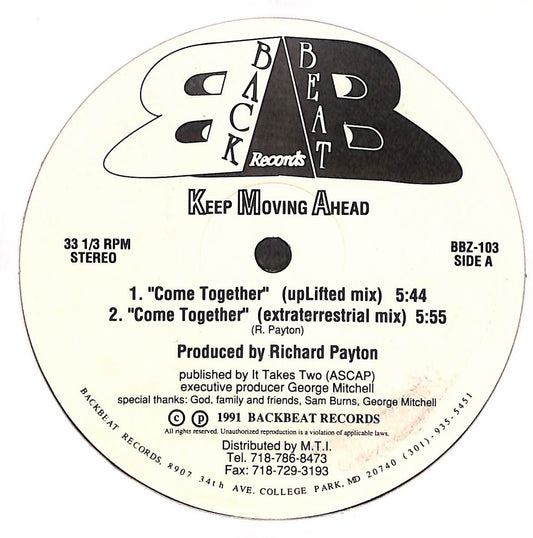 BACK BEAT
Records
KEEP MOVING AHEAD
33 1/3 RPM
STEREO
BBZ-103
SIDE A
1. "Come Together" (upLifted mix) 5:44
2. "Come Together" (extraterrestrial mix) 5:55
(R. Payton)
Produced by Richard Payton
published by It Takes Two (ASCAP)
executive producer George Mitchell
special thanks: God, family and friends, Sam Burns, George Mitchell
© ℗ 1991 BACKBEAT RECORDS
All rights reserved. Unauthorized reproduction is a violation of applicable laws.
Distributed by M.T.I.
Tel. 718-786-8473
Fax: 718-729-3193
BACKBEAT RECORDS, 8907 34th AVE. COLLEGE PARK, MD 20740 (301)-935-5451